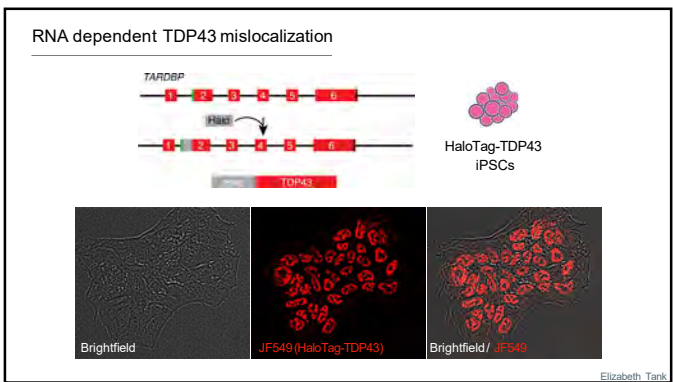 RNA dependent TDP43 mislocalization
TARDBP
1 2 3 4 5 6
Halo
1 2 3 4 5 6
TDP43
HaloTag-TDP43
iPSCs
Brightfield
JF549 (HaloTag-TDP43)
Brightfield / JF549
Elizabeth Tank